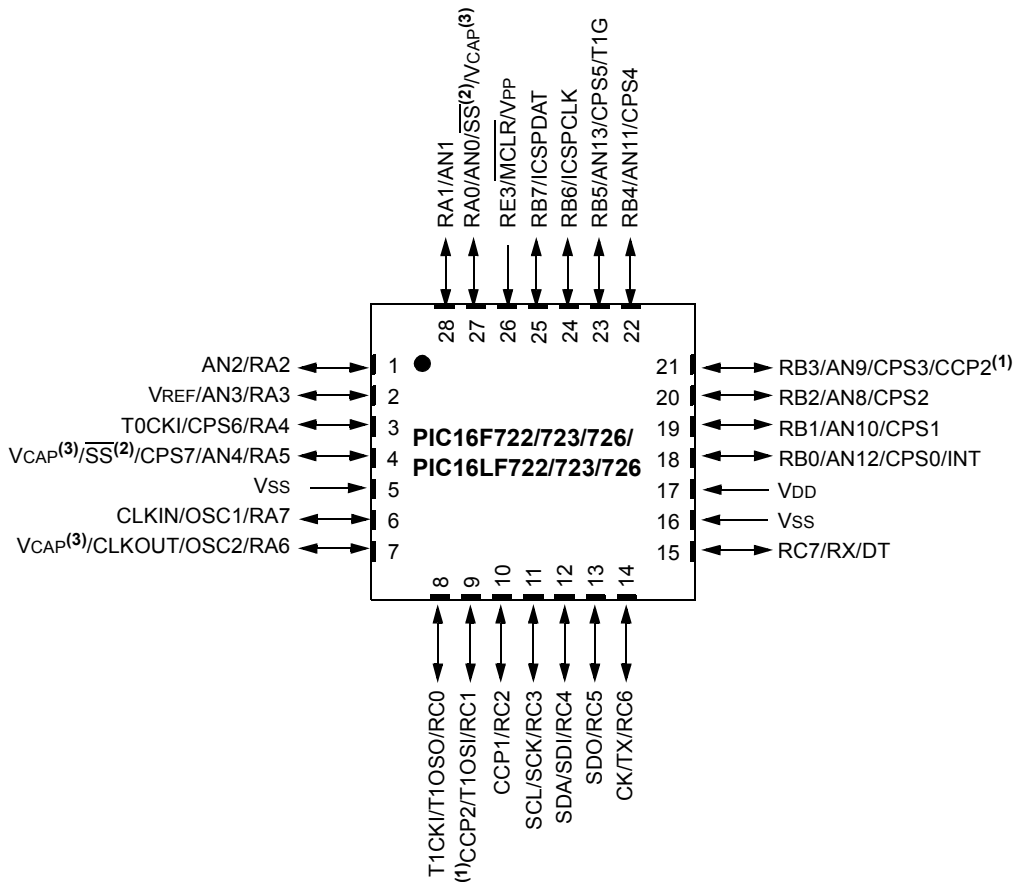 RA1/AN1
RA0/AN0/SS(2)/VCAP(3)
RE3/MCLR/VPP
RB7/ICSPDAT
RB6/ICSPCLK
RB5/AN13/CPS5/T1G
RB4/AN11/CPS4
28
27
26
25
24
23
22
AN2/RA2
1
VREF/AN3/RA3
2
T0CKI/CPS6/RA4
3
VCAP(3)/SS(2)/CPS7/AN4/RA5
4
VSS
5
CLKIN/OSC1/RA7
6
VCAP(3)/CLKOUT/OSC2/RA6
7
PIC16F722/723/726/
PIC16LF722/723/726
21
RB3/AN9/CPS3/CCP2(1)
20
RB2/AN8/CPS2
19
RB1/AN10/CPS1
18
RB0/AN12/CPS0/INT
17
VDD
16
VSS
15
RC7/RX/DT
8
9
10
11
12
13
14
T1CKI/T1OSO/RC0
(1)CCP2/T1OSI/RC1
CCP1/RC2
SCL/SCK/RC3
SDA/SDI/RC4
SDO/RC5
CK/TX/RC6